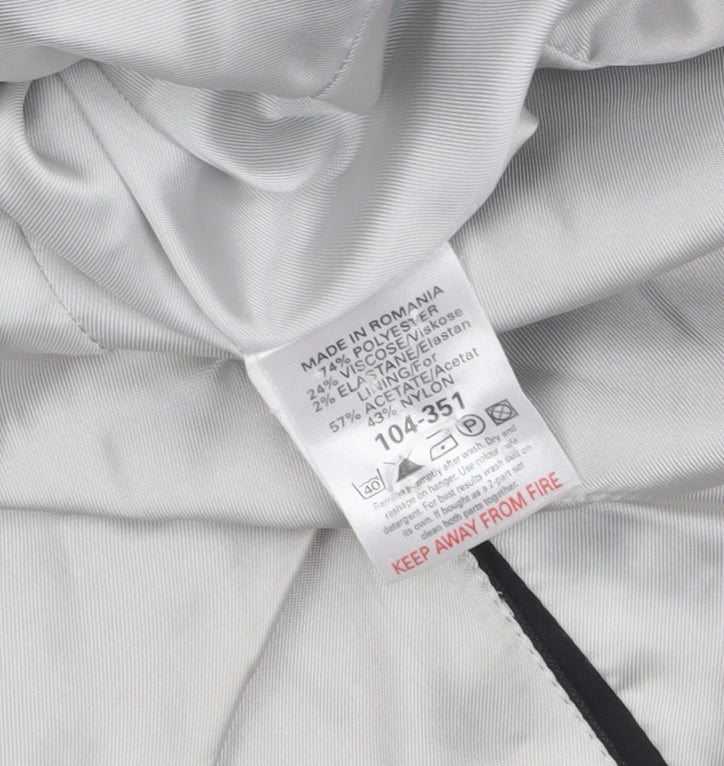 MADE IN ROMANIA
74% POLYESTER
24% VISCOSE/Viskose
2% ELASTANE/Elastan
LINING/For
57% ACETATE/Acetat
43% NYLON
104-351
40 P
Remove promptly after wash. Dry and
reshape on hanger. Use colour safe
detergent. For best results wash suit on
its own. If bought as a 2-part set
clean both parts together.
KEEP AWAY FROM FIRE